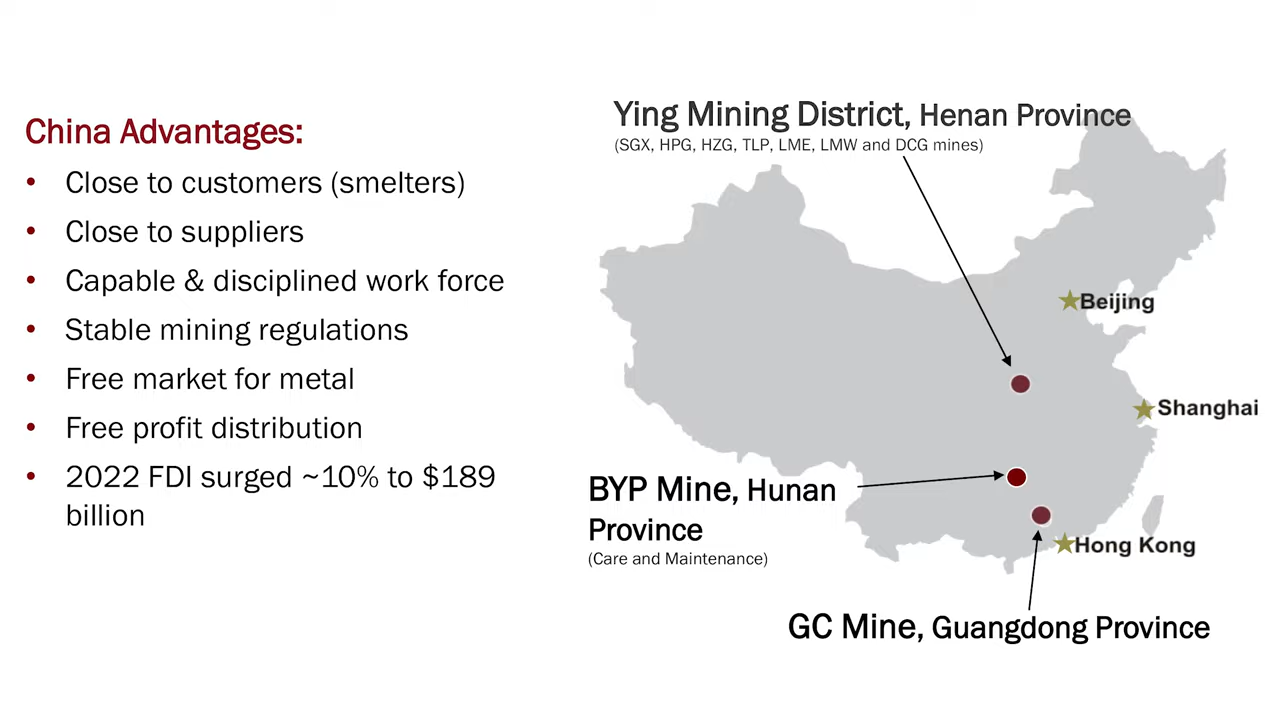 China Advantages:
• Close to customers (smelters)
• Close to suppliers
• Capable & disciplined work force
• Stable mining regulations
• Free market for metal
• Free profit distribution
• 2022 FDI surged ~10% to $189
billion
Ying Mining District, Henan Province
(SGX, HPG, HZG, TLP, LME, LMW and DCG mines)
Beijing
Shanghai
BYP Mine, Hunan
Province
(Care and Maintenance)
Hong Kong
GC Mine, Guangdong Province